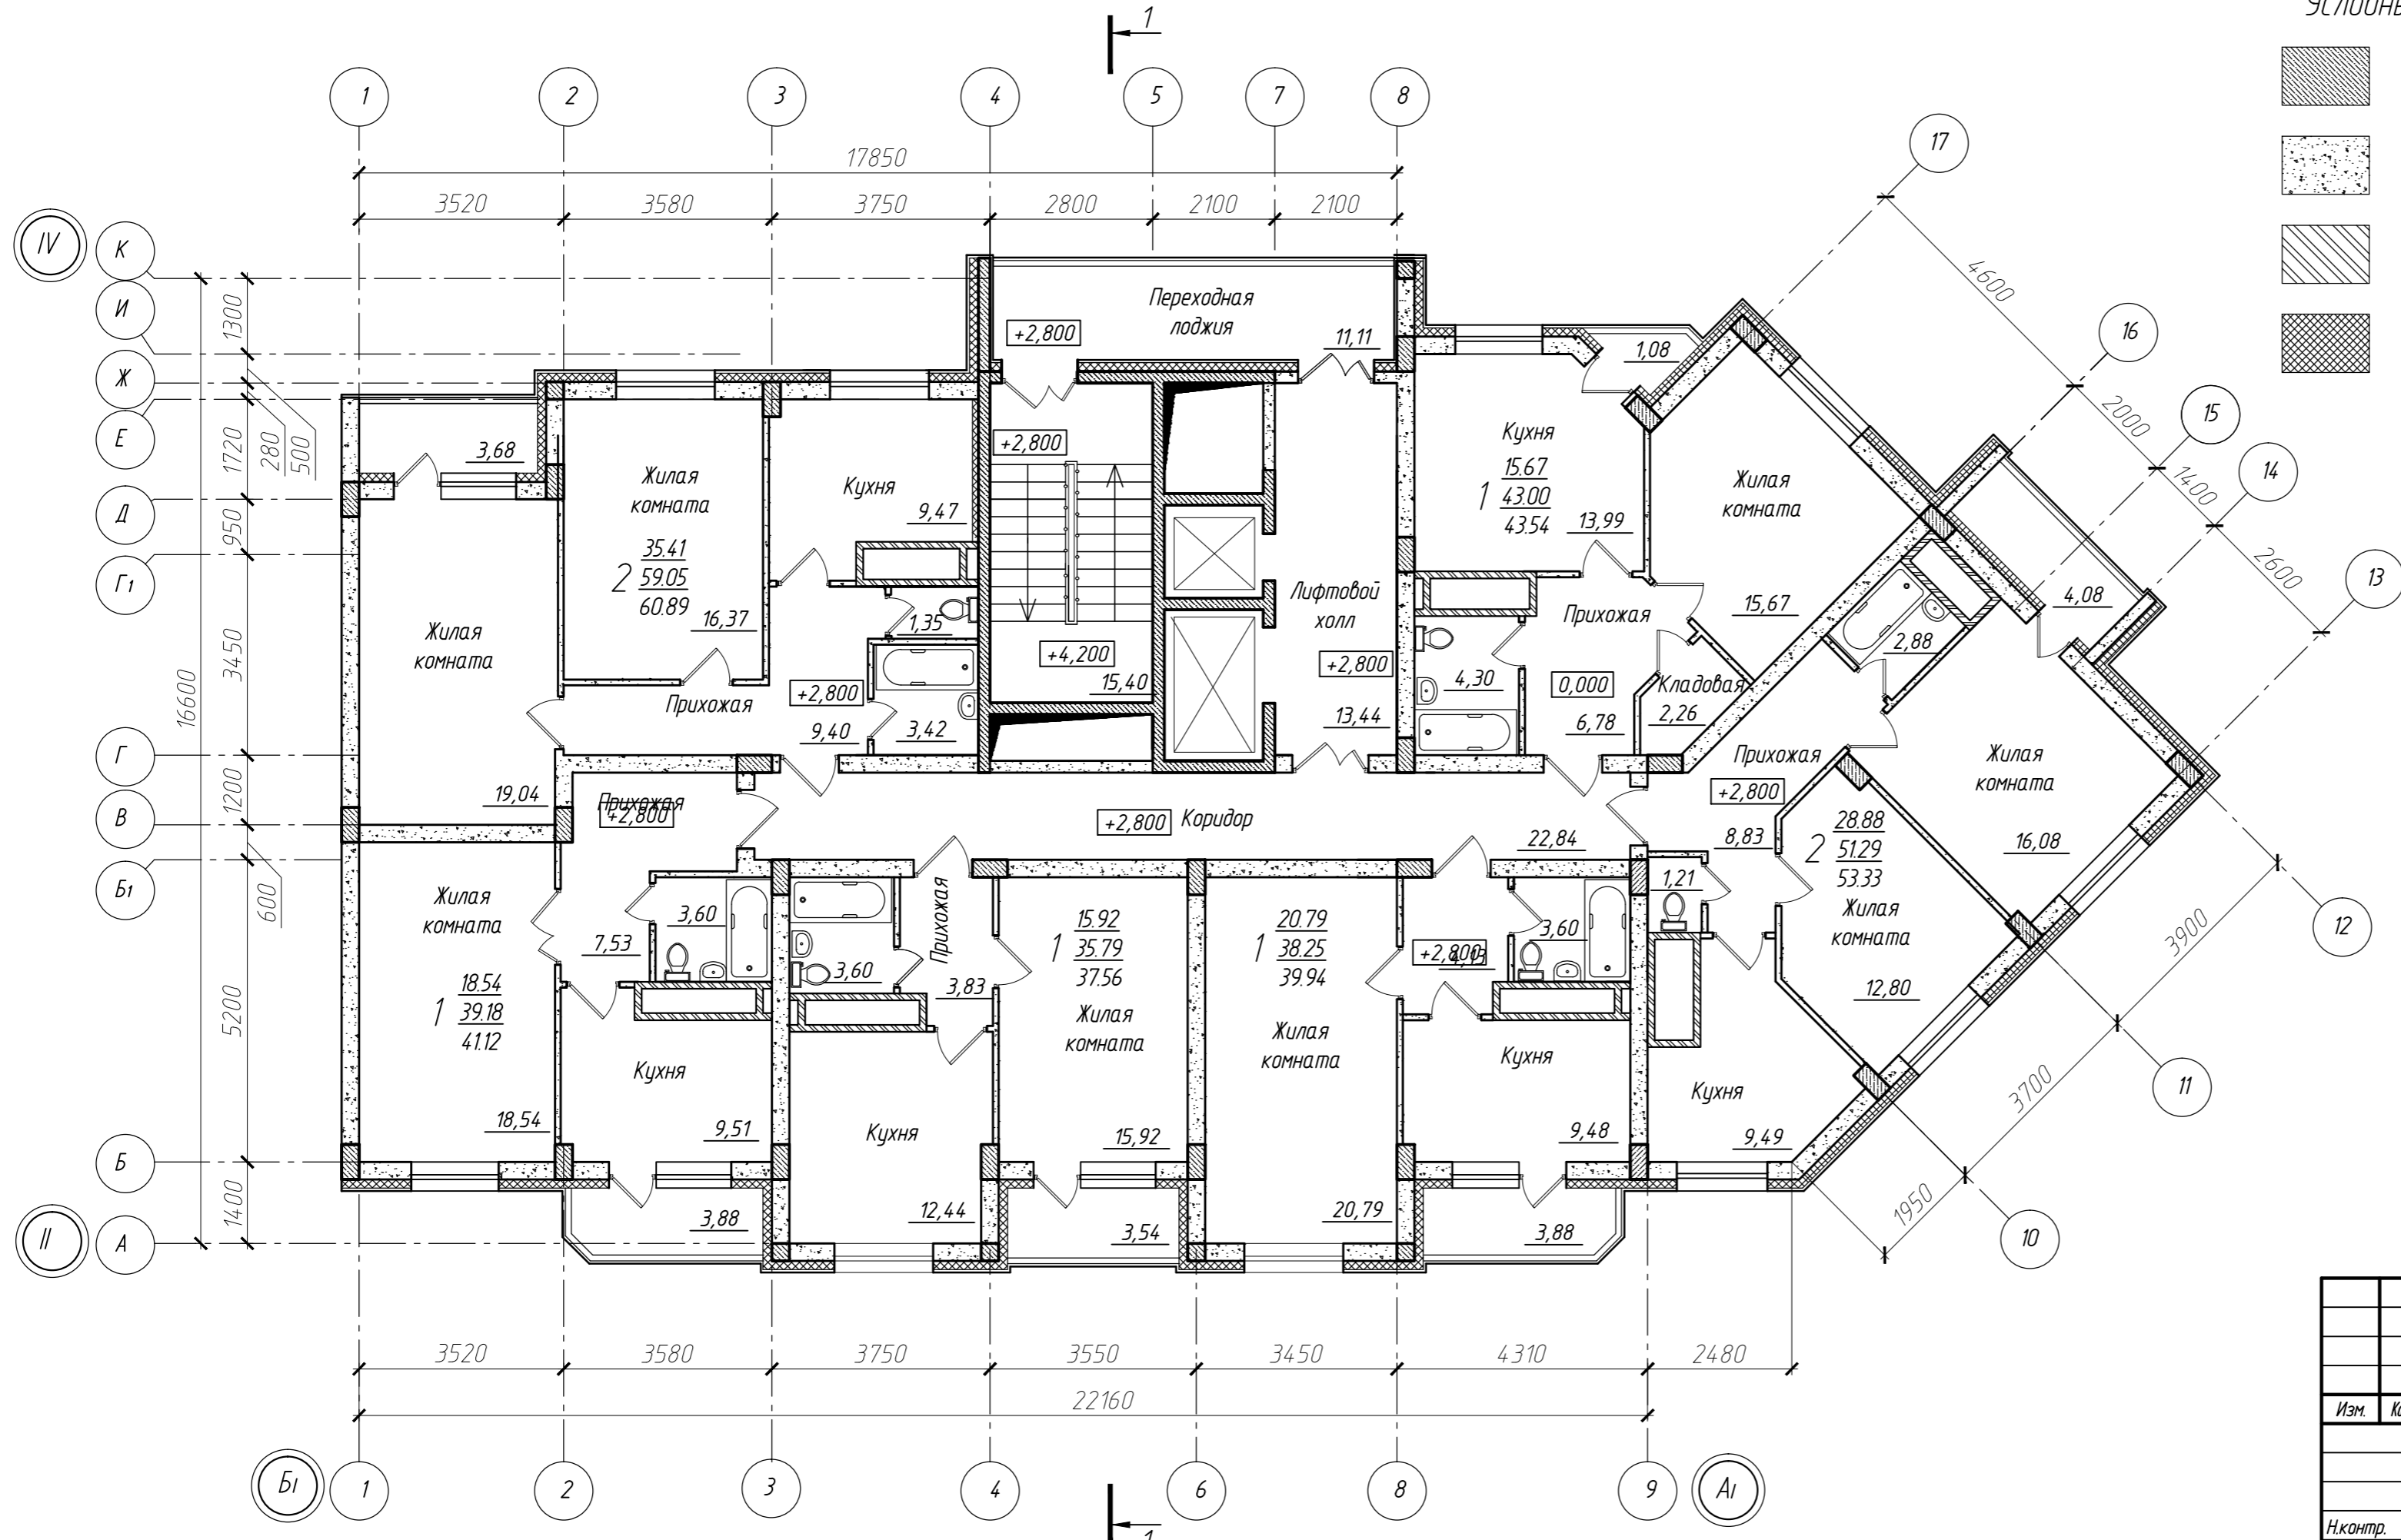 Условны
1
1
2
3
4
5
7
8
17
17850
3520
3580
3750
2800
2100
2100
IV
К
И
Ж
Е
Д
Г1
Г
В
Б1
Б
А
II
1300
280
500
1720
950
3450
1200
600
5200
1400
16600
4600
2000
1400
2600
16
15
14
13
12
11
10
3900
3700
1950
Переходная
лоджия
+2,800
11,11
1,08
3,68
Жилая
комната
35.41
2 59.05
60.89
16,37
Кухня
9,47
+2,800
Кухня
15.67
1 43.00
43.54
13,99
Жилая
комната
15,67
4,08
2,88
Жилая
комната
19,04
1,35
+4,200
15,40
Лифтовой
холл
+2,800
13,44
Прихожая
4,30
0,000
6,78
Кладовая
2,26
Прихожая
+2,800
9,40
3,42
Прихожая
+2,800
8,83
Жилая
комната
16,08
Прихожая
+2,800
+2,800
Коридор
22,84
28.88
2 51.29
53.33
Жилая
комната
12,80
Жилая
комната
18.54
1 39.18
41.12
18,54
7,53
3,60
3,60
Прихожая
3,83
15.92
1 35.79
37.56
Жилая
комната
15,92
20.79
1 38.25
39.94
Жилая
комната
20,79
+2,800
4,13
3,60
1,21
Кухня
9,51
Кухня
12,44
Кухня
9,48
Кухня
9,49
3,88
3,54
3,88
3520
3580
3750
3550
3450
4310
2480
22160
Б1
1
2
3
4
6
8
9
А1
1
Изм.
Н.контр.